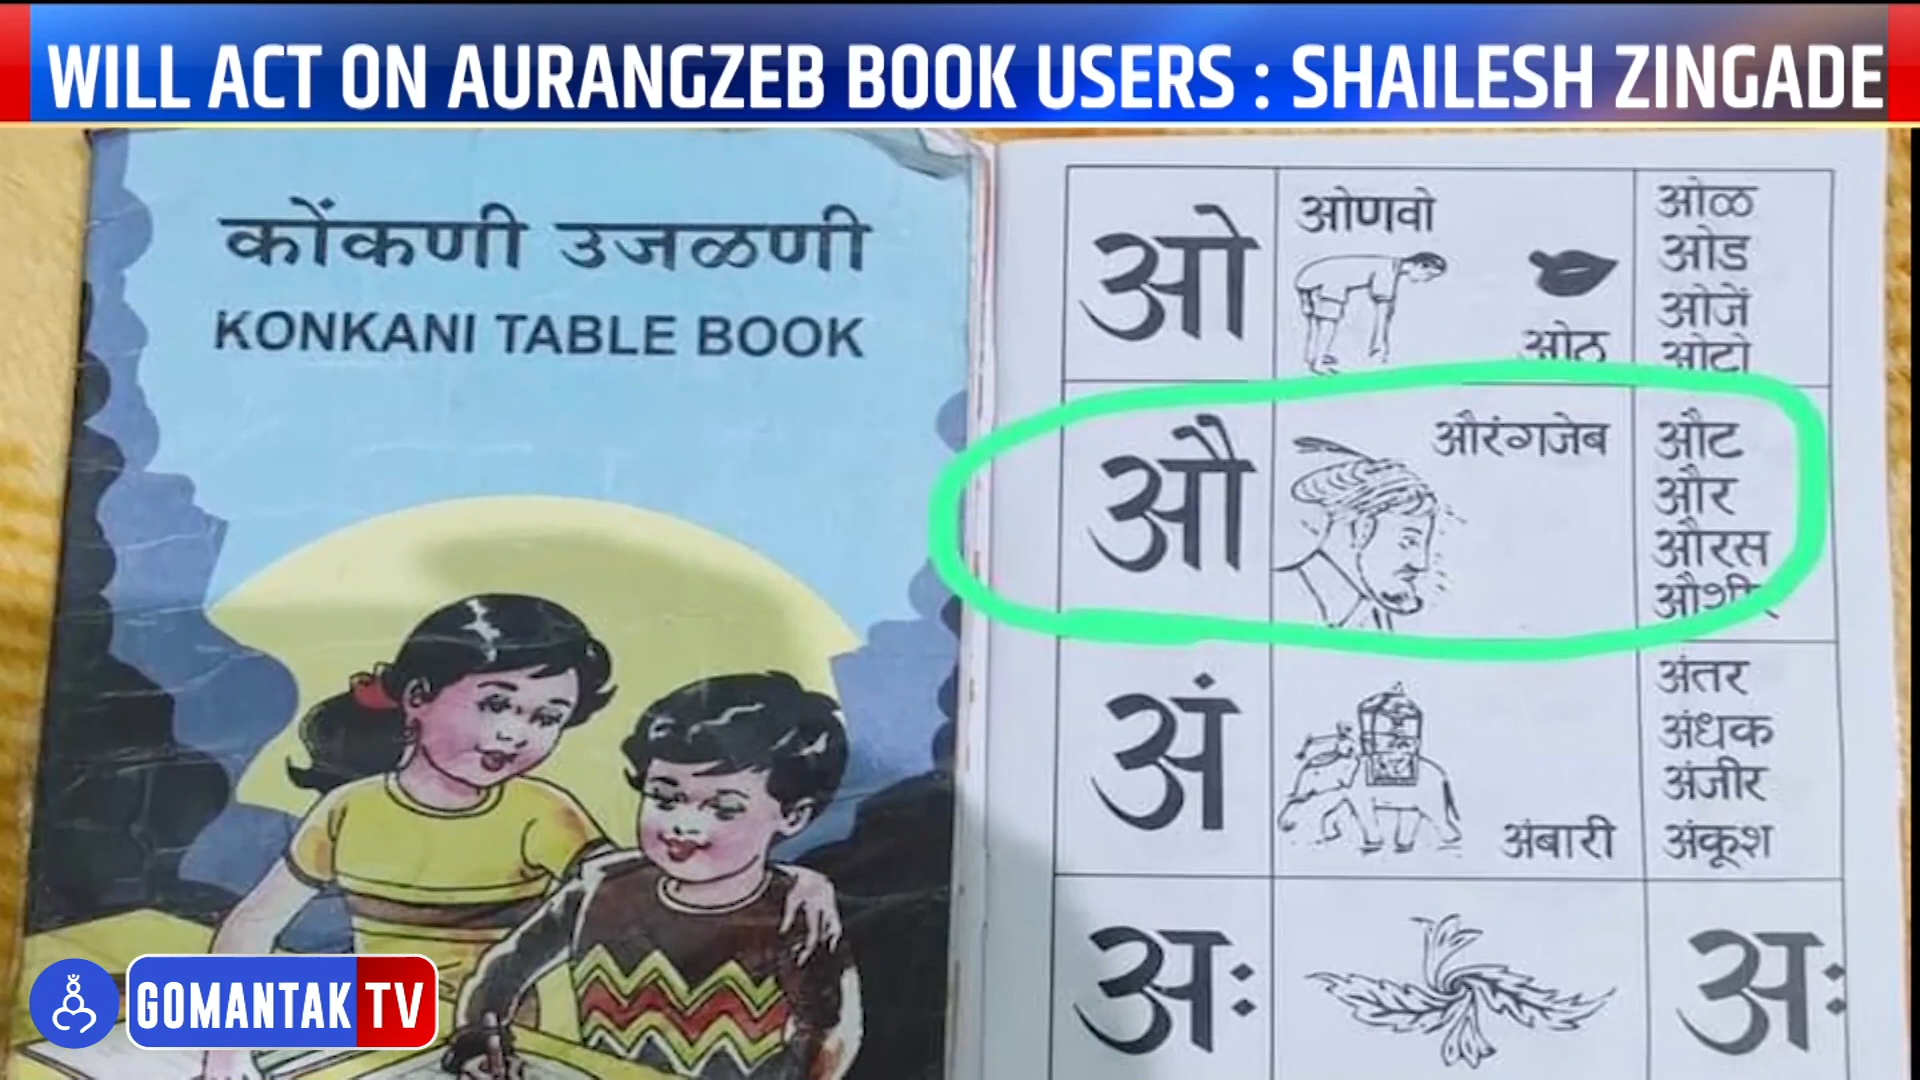 WILL ACT ON AURANGZEB BOOK USERS : SHAILESH ZINGADE
कोंकणी उजळणी
KONKANI TABLE BOOK
ओ
ओणवो
ओठ
ओळ
ओड
ओजें
ओटो
औ
औरंगजेब
औट
और
औरस
अं
अंबारी
अंतर
अंधक
अंजीर
अंकूश
अः
अः
GOMANTAK TV